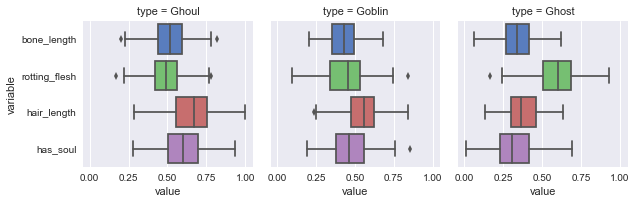 type = Ghoul
type = Goblin
type = Ghost
variable
bone_length
rotting_flesh
hair_length
has_soul
0.00 0.25 0.50 0.75 1.00
0.00 0.25 0.50 0.75 1.00
0.00 0.25 0.50 0.75 1.00
value
value
value